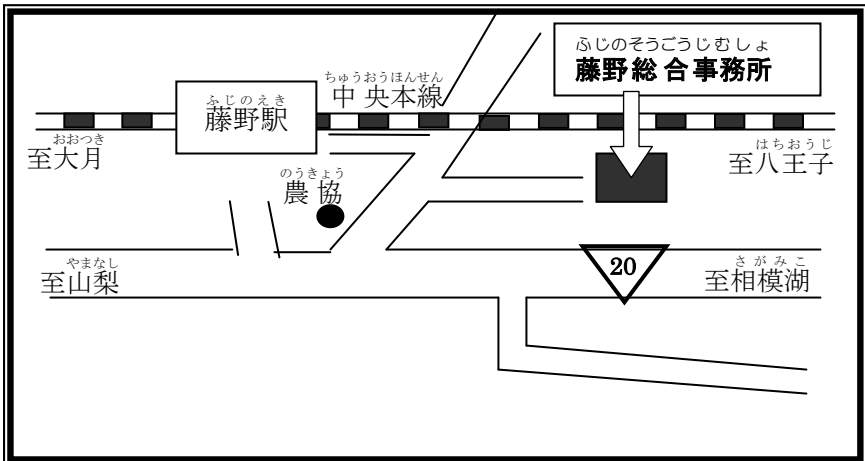 ふじのそうごうじむしょ
藤野総合事務所
ちゅうおうほんせん
中央本線
ふじのえき
藤野駅
おおつき
至大月
はちおうじ
至八王子
のうきょう
農協
やまなし
至山梨
20
さがみこ
至相模湖